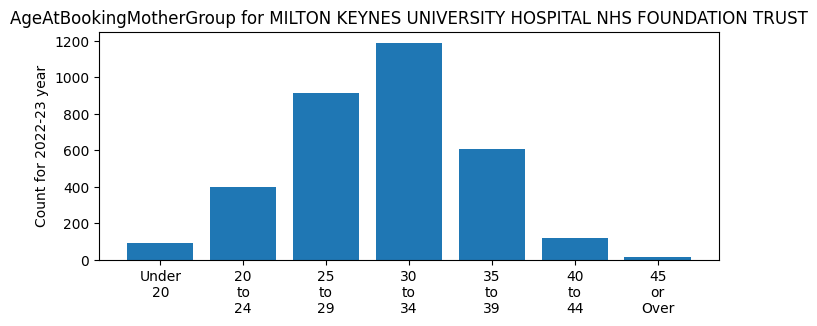 AgeAtBookingMotherGroup for MILTON KEYNES UNIVERSITY HOSPITAL NHS FOUNDATION TRUST
Count for 2022-23 year
1200
1000
800
600
400
200
0
Under
20
20
to
24
25
to
29
30
to
34
35
to
39
40
to
44
45
or
Over